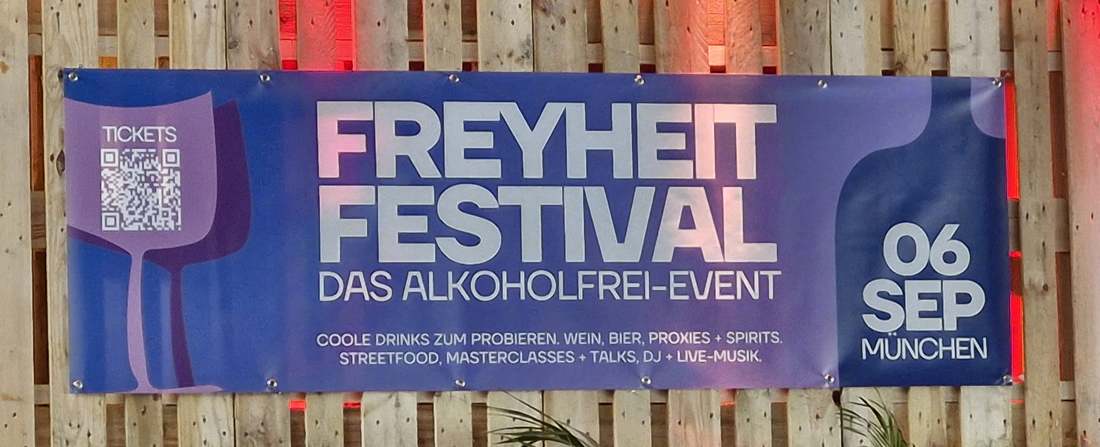 TICKETS
FREYHEIT
FESTIVAL
DAS ALKOHOLFREI-EVENT
COOLE DRINKS ZUM PROBIEREN. WEIN, BIER, PROXIES + SPIRITS.
STREETFOOD, MASTERCLASSES + TALKS, DJ + LIVE-MUSIK.
06
SEP
MÜNCHEN